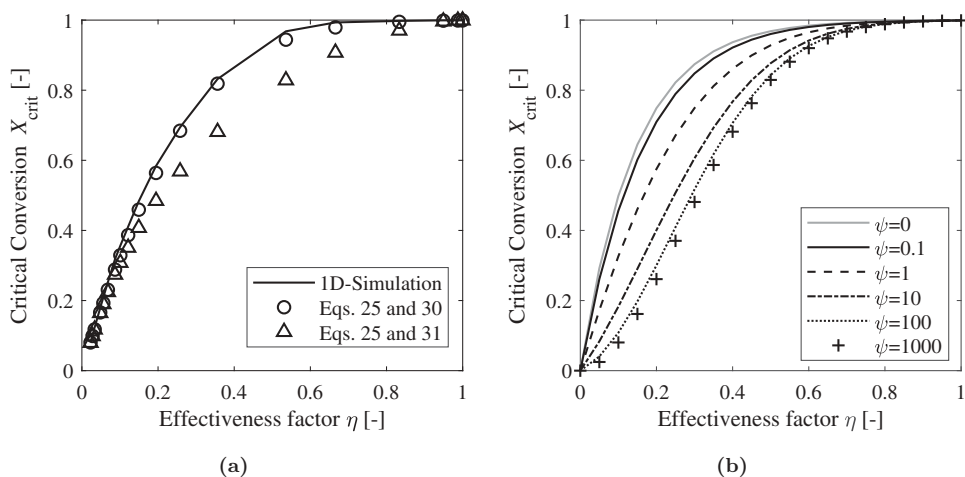 1
0.8
0.6
0.4
0.2
0
Critical Conversion X_crit [-]
1D-Simulation
Eqs. 25 and 30
Eqs. 25 and 31
0 0.2 0.4 0.6 0.8 1
Effectiveness factor η [-]
(a)
1
0.8
0.6
0.4
0.2
0
Critical Conversion X_crit [-]
ψ=0
ψ=0.1
ψ=1
ψ=10
ψ=100
ψ=1000
0 0.2 0.4 0.6 0.8 1
Effectiveness factor η [-]
(b)